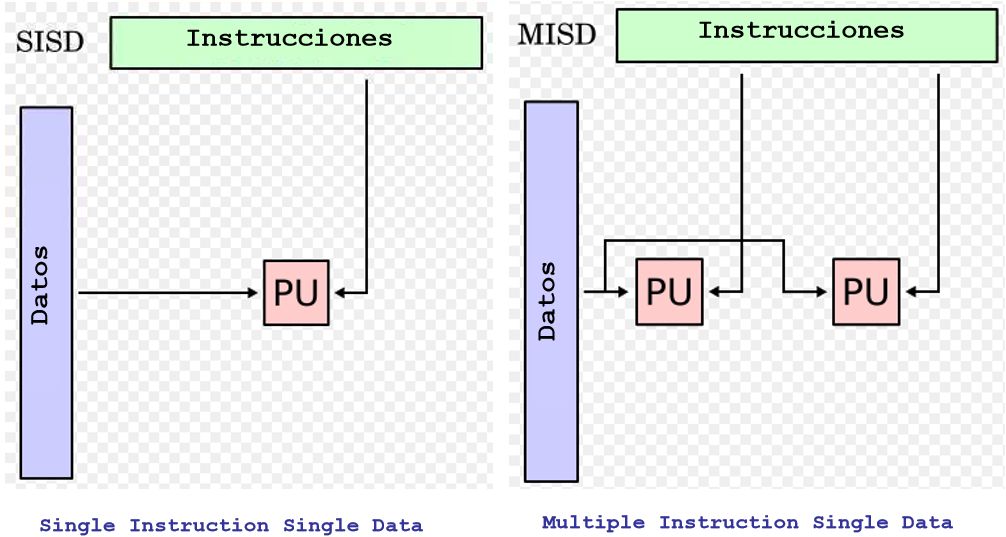 SISD
Instrucciones
Datos
PU
Single Instruction Single Data
MISD
Instrucciones
Datos
PU
PU
Multiple Instruction Single Data